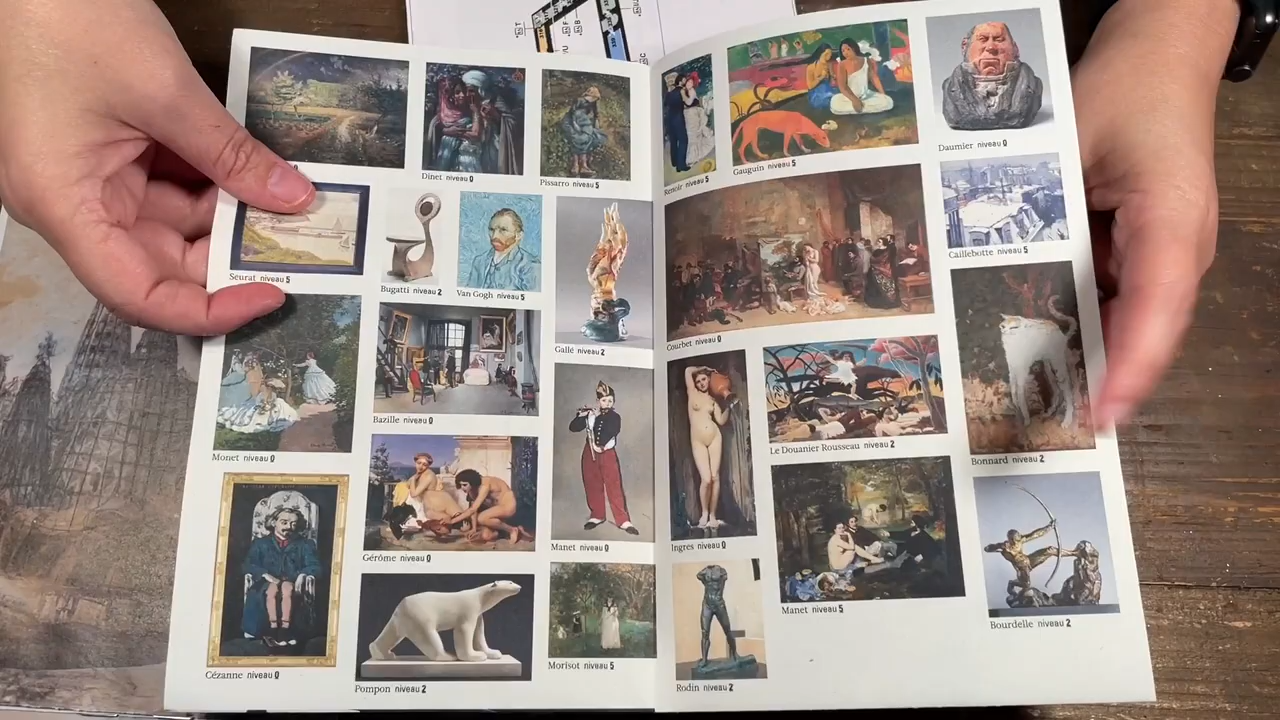 Dinet niveau 0
Pissarro niveau 5
Seurat niveau 5
Bugatti niveau 2
Van Gogh niveau 5
Gallé niveau 2
Monet niveau 0
Bazille niveau 0
Gérôme niveau 0
Manet niveau 0
Cézanne niveau 0
Pompon niveau 2
Morisot niveau 5
Renoir niveau 5
Gauguin niveau 5
Daumier niveau 0
Caillebotte niveau 5
Courbet niveau 0
Le Douanier Rousseau niveau 2
Bonnard niveau 2
Ingres niveau 0
Manet niveau 5
Bourdelle niveau 2
Rodin niveau 2